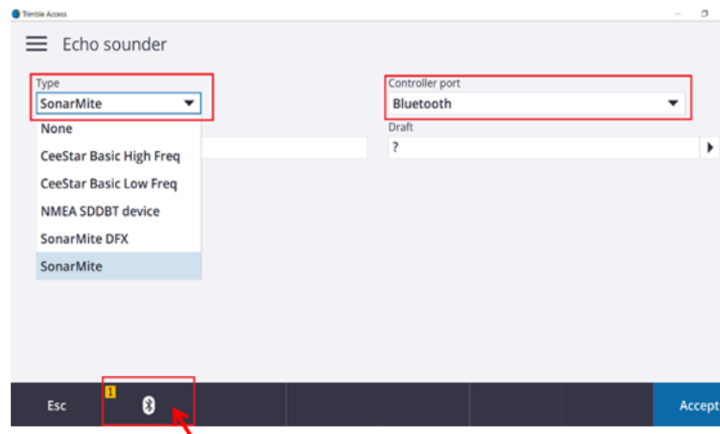 Trimble Access
Echo sounder
Type
SonarMite
Controller port
Bluetooth
None
CeeStar Basic High Freq
CeeStar Basic Low Freq
NMEA SDDBT device
SonarMite DFX
SonarMite
Draft
?
Esc
1
Accept